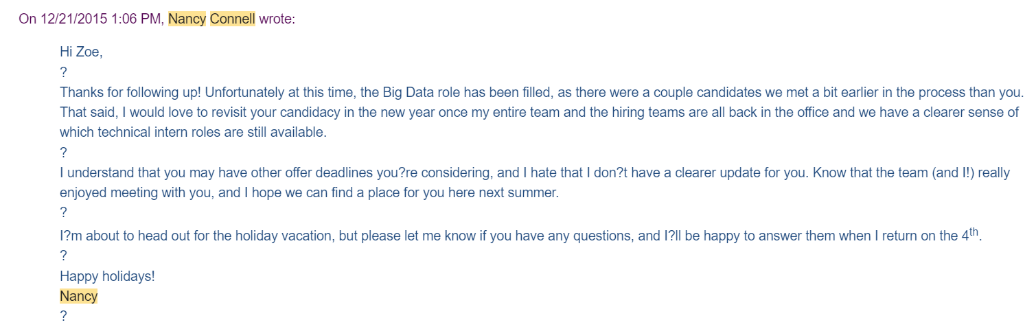 On 12/21/2015 1:06 PM, Nancy Connell wrote:
Hi Zoe,
?
Thanks for following up! Unfortunately at this time, the Big Data role has been filled, as there were a couple candidates we met a bit earlier in the process than you.
That said, I would love to revisit your candidacy in the new year once my entire team and the hiring teams are all back in the office and we have a clearer sense of
which technical intern roles are still available.
?
I understand that you may have other offer deadlines you?re considering, and I hate that I don?t have a clearer update for you. Know that the team (and I!) really
enjoyed meeting with you, and I hope we can find a place for you here next summer.
?
I?m about to head out for the holiday vacation, but please let me know if you have any questions, and I?ll be happy to answer them when I return on the 4th.
?
Happy holidays!
Nancy
?